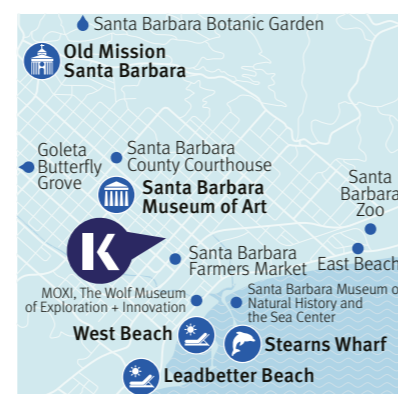 Santa Barbara Botanic Garden
Old Mission
Santa Barbara
Goleta
Butterfly
Grove
Santa Barbara
County Courthouse
Santa Barbara
Museum of Art
Santa
Barbara
Zoo
K
Santa Barbara
Farmers Market
East Beach
MOXI, The Wolf Museum
of Exploration + Innovation
Santa Barbara Museum o
Natural History and
the Sea Center
West Beach
Stearns Wharf
Leadbetter Beach